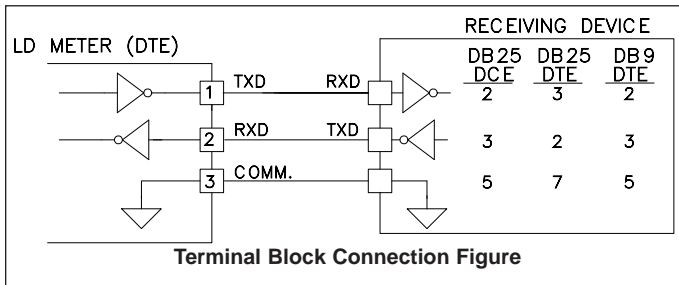 RECEIVING DEVICE
LD METER (DTE)
DB25 DB25 DB9
DCE DTE DTE
1 TXD RXD 2 3 2
2 RXD TXD 3 2 3
3 COMM. 5 7 5
Terminal Block Connection Figure